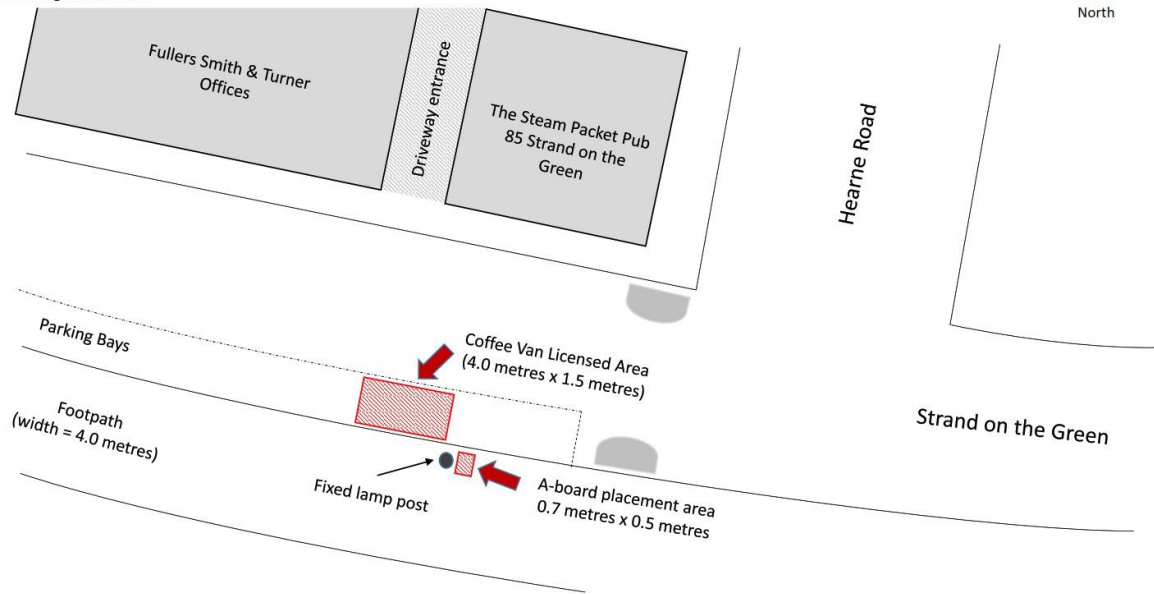 North
Fullers Smith & Turner
Offices
Driveway entrance
The Steam Packet Pub
85 Strand on the
Green
Hearne Road
Parking Bays
Coffee Van Licensed Area
(4.0 metres x 1.5 metres)
Footpath
(width = 4.0 metres)
Strand on the Green
Fixed lamp post
A-board placement area
0.7 metres x 0.5 metres